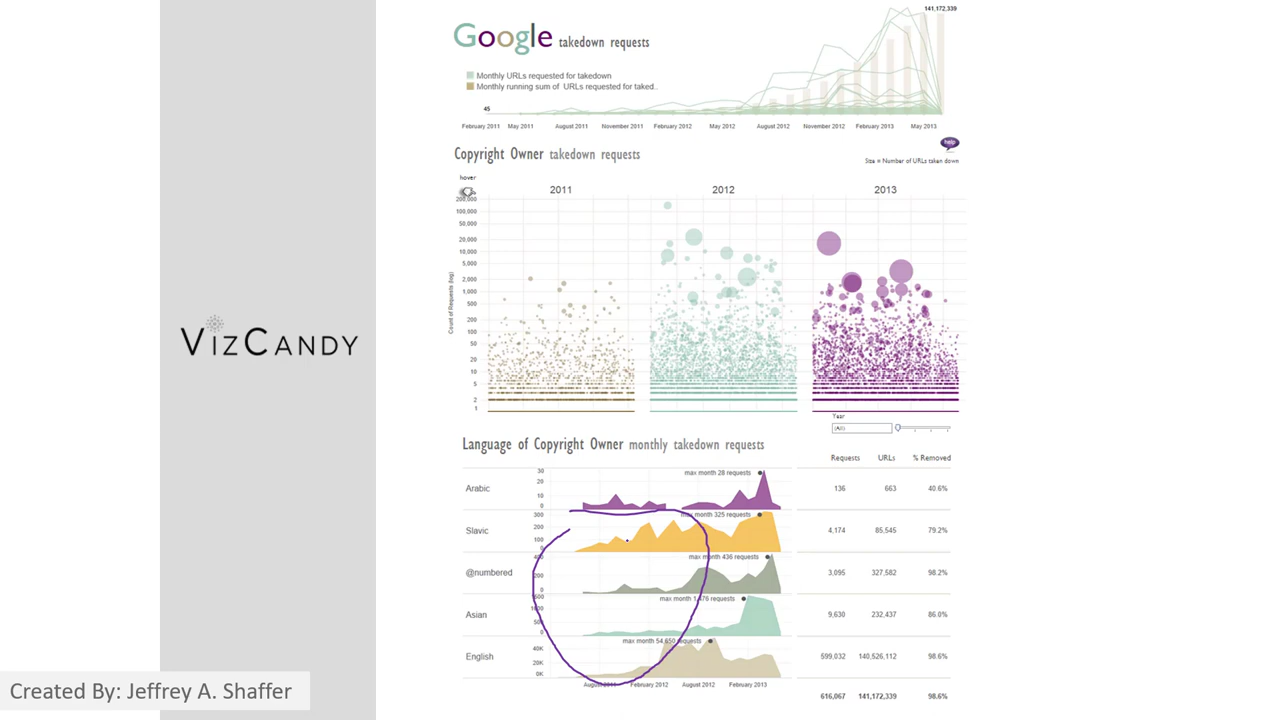 VIZCANDY
Created By: Jeffrey A. Shaffer
Google takedown requests
141,172,339
Monthly URLs requested for takedown
Monthly running sum of URLs requested for taked..
45
February 2011 May 2011 August 2011 November 2011 February 2012 May 2012 August 2012 November 2012 February 2013 May 2013
Copyright Owner takedown requests
help
Size = Number of URLs taken down
hover
2011 2012 2013
200,000
100,000
50,000
20,000
10,000
5,000
2,000
1,000
500
200
100
50
20
10
5
2
1
Count of Requests (log)
Year
(All)
Language of Copyright Owner monthly takedown requests
Requests URLs % Removed
Arabic
30
20
10
0
max month 28 requests
136 663 40.6%
Slavic
300
200
100
0
max month 325 requests
4,174 85,545 79.2%
@numbered
200
0
max month 436 requests
3,095 327,582 98.2%
Asian
0
max month 1,476 requests
9,630 232,437 86.0%
English
40K
20K
0K
max month 54,650 requests
599,032 140,526,112 98.6%
August 2011 February 2012 August 2012 February 2013
616,067 141,172,339 98.6%